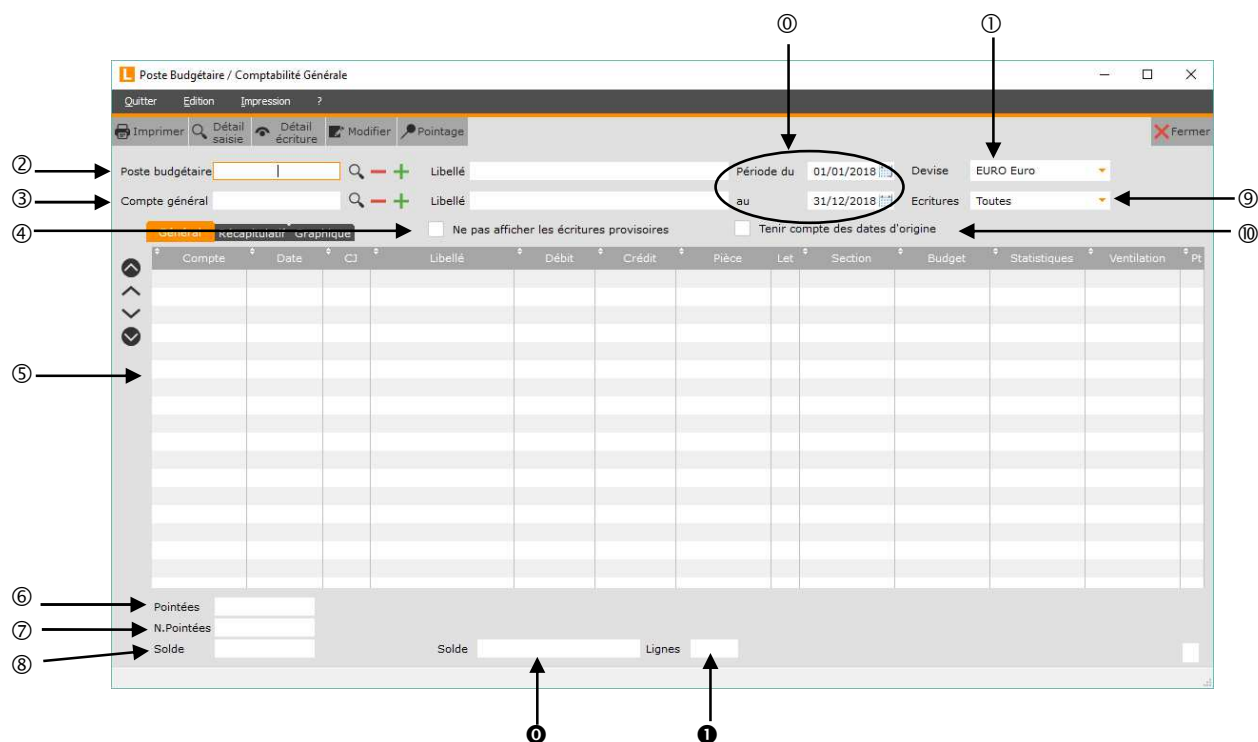 ⓪ ①
L Poste Budgétaire / Comptabilité Générale
Quitter Edition Impression ?
Imprimer Détail saisie Détail écriture Modifier Pointage Fermer
② Poste budgétaire Libellé Période du 01/01/2018 Devise EURO Euro
③ Compte général Libellé au 31/12/2018 Ecritures Toutes ⑨
④ Général Récapitulatif Graphique Ne pas afficher les écritures provisoires Tenir compte des dates d'origine ⑩
Compte Date CJ Libellé Débit Crédit Pièce Let Section Budget Statistiques Ventilation Pt
⑤
⑥ Pointées
⑦ N.Pointées
⑧ Solde Solde Lignes
⓿ ❶